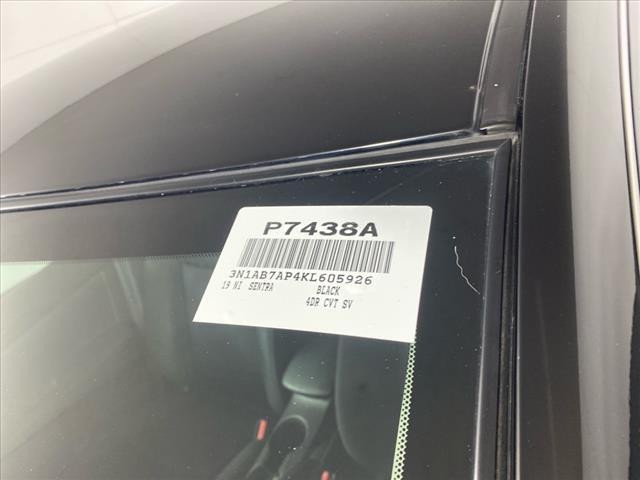 P7438A
3N1AB7AP4KL605926
19 NI SENTRA BLACK
4DR CVT SV